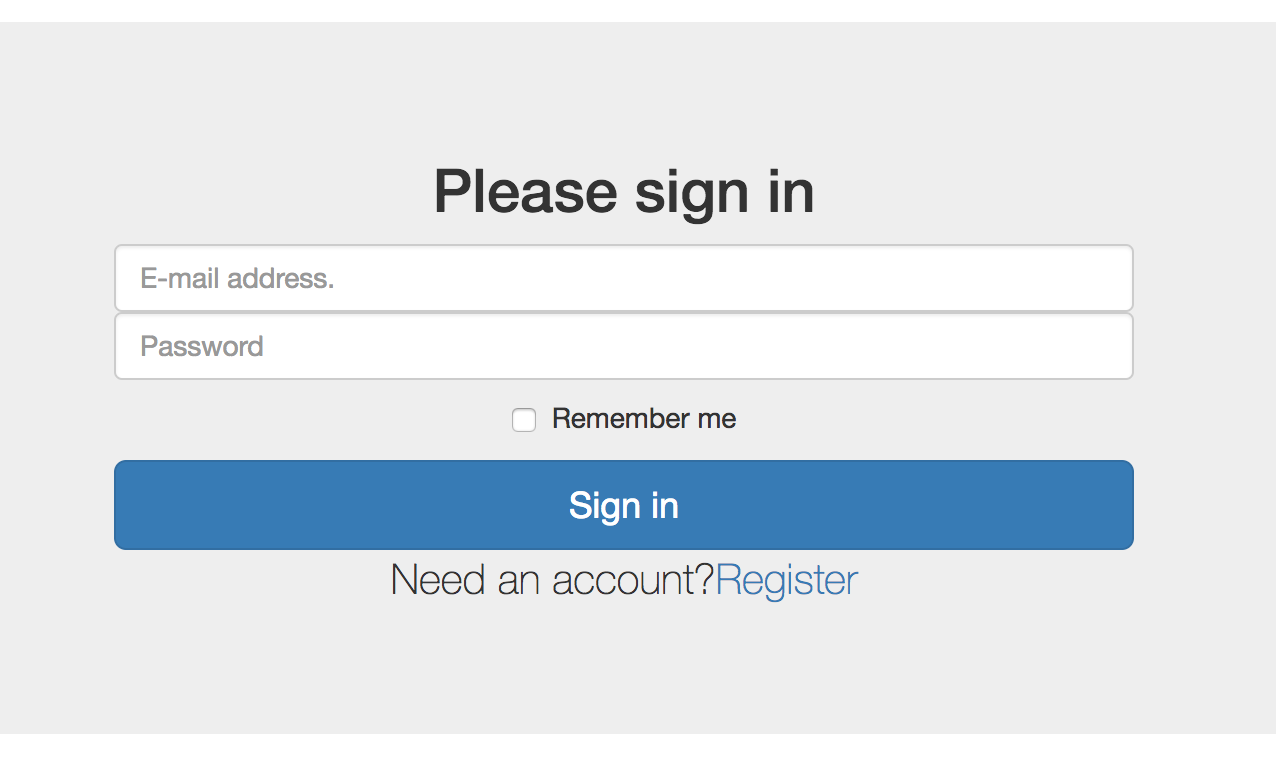 Please sign in
E-mail address.
Password
Remember me
Sign in
Need an account?Register